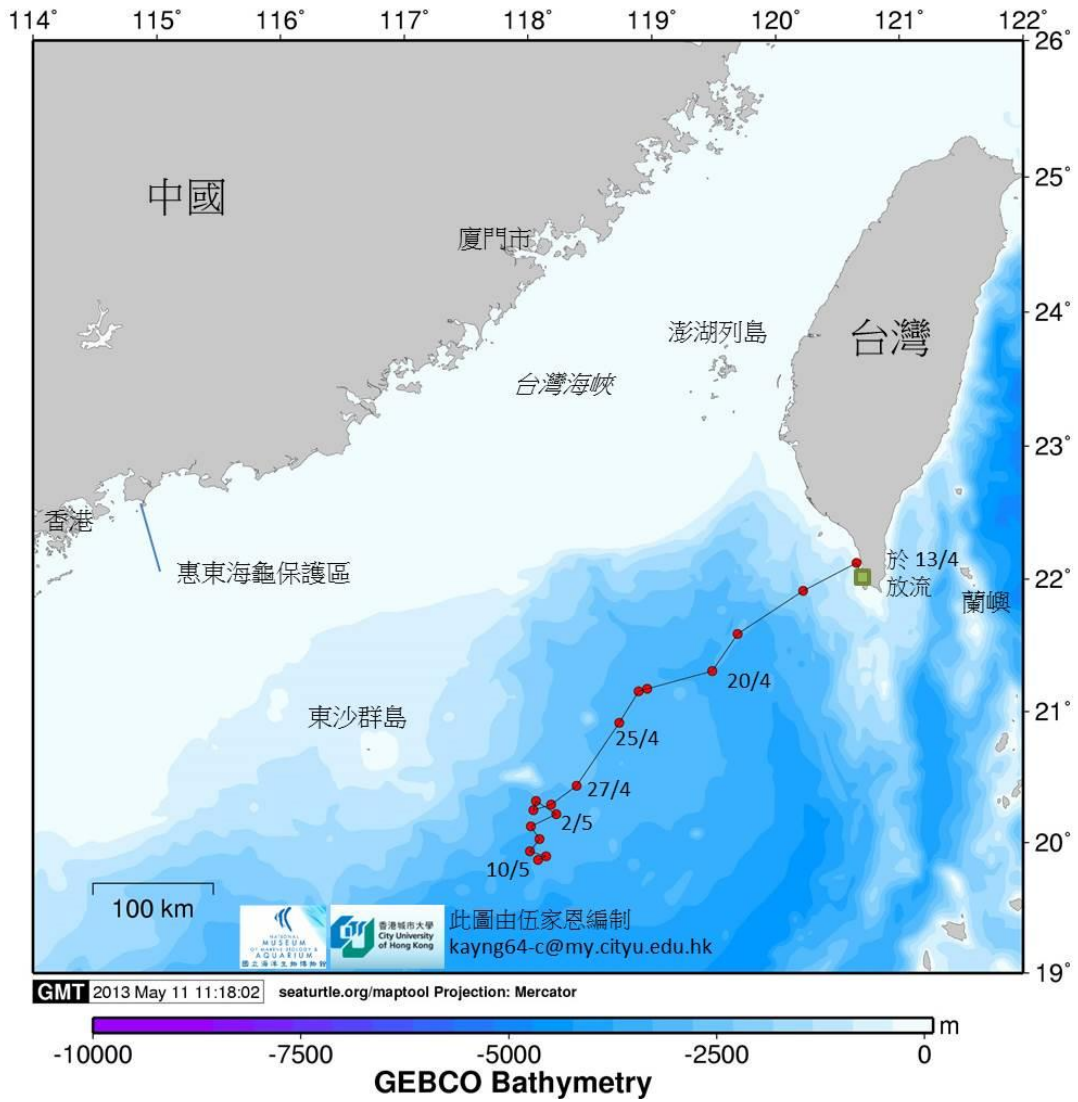 114° 115° 116° 117° 118° 119° 120° 121° 122°
26°
25°
24°
23°
22°
21°
20°
19°
中國
廈門市
澎湖列島
台灣
台灣海峽
香港
惠東海龜保護區
於 13/4
放流
蘭嶼
20/4
東沙群島
25/4
27/4
2/5
10/5
100 km
NATIONAL
MUSEUM
OF MARINE BIOLOGY &
AQUARIUM
國立海洋生物博物館
香港城市大學
City University
of Hong Kong
此圖由伍家恩編制
kayng64-c@my.cityu.edu.hk
GMT 2013 May 11 11:18:02 seaturtle.org/maptool Projection: Mercator
-10000 -7500 -5000 -2500 0 m
GEBCO Bathymetry